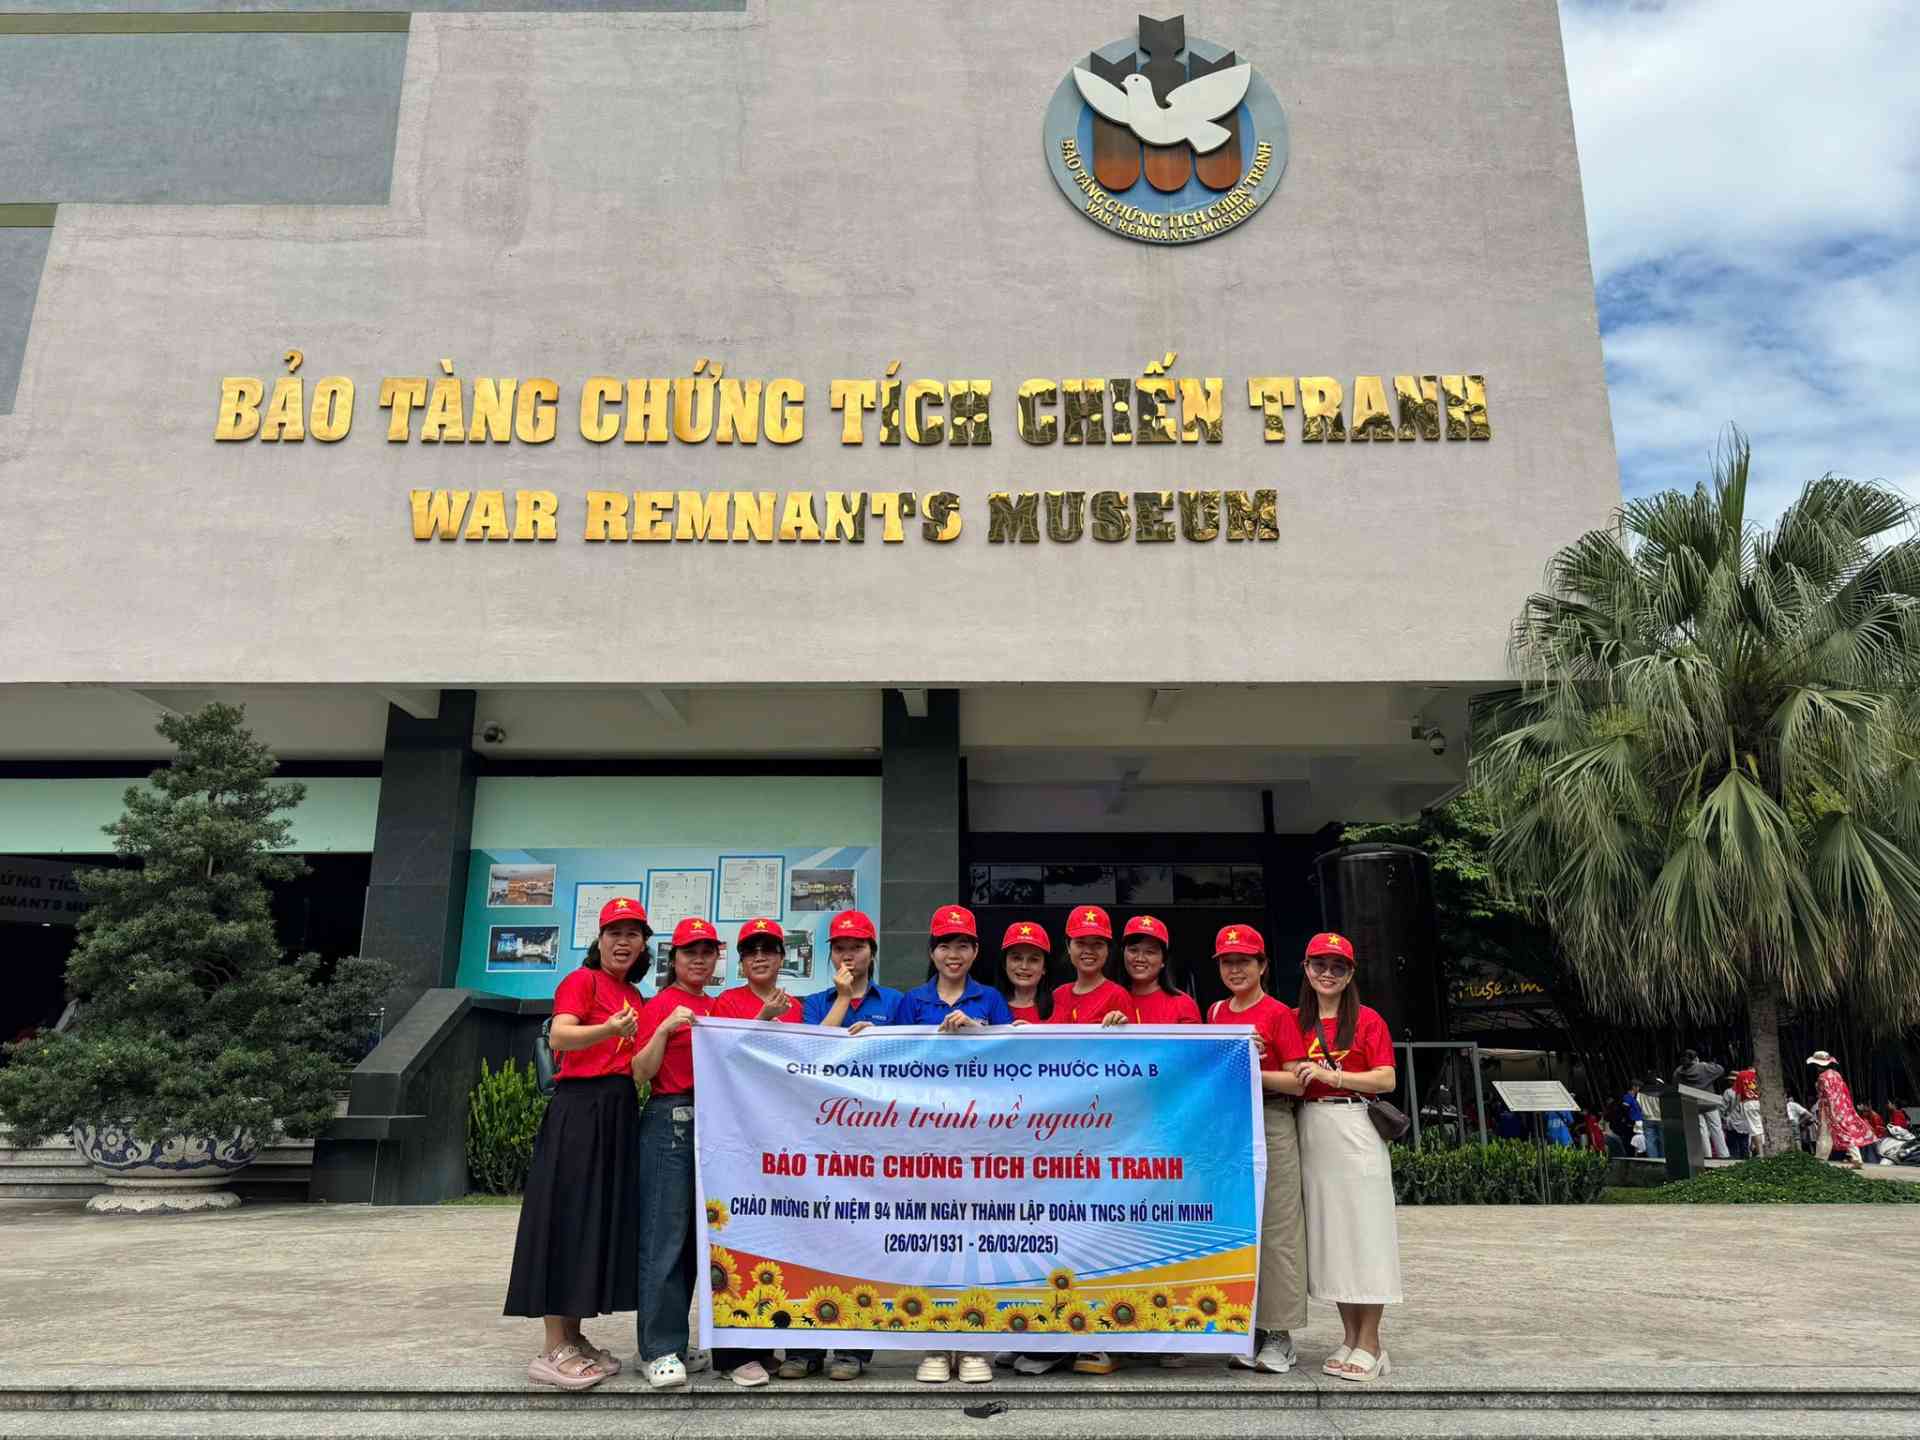 BẢO TÀNG CHỨNG TÍCH CHIẾN TRANH
WAR REMNANTS MUSEUM
BẢO TÀNG CHỨNG TÍCH CHIẾN TRANH
WAR REMNANTS MUSEUM
CHI ĐOÀN TRƯỜNG TIỂU HỌC PHƯỚC HÒA B
Hành trình về nguồn
BẢO TÀNG CHỨNG TÍCH CHIẾN TRANH
CHÀO MỪNG KỶ NIỆM 94 NĂM NGÀY THÀNH LẬP ĐOÀN TNCS HỒ CHÍ MINH
(26/03/1931 - 26/03/2025)
Museum